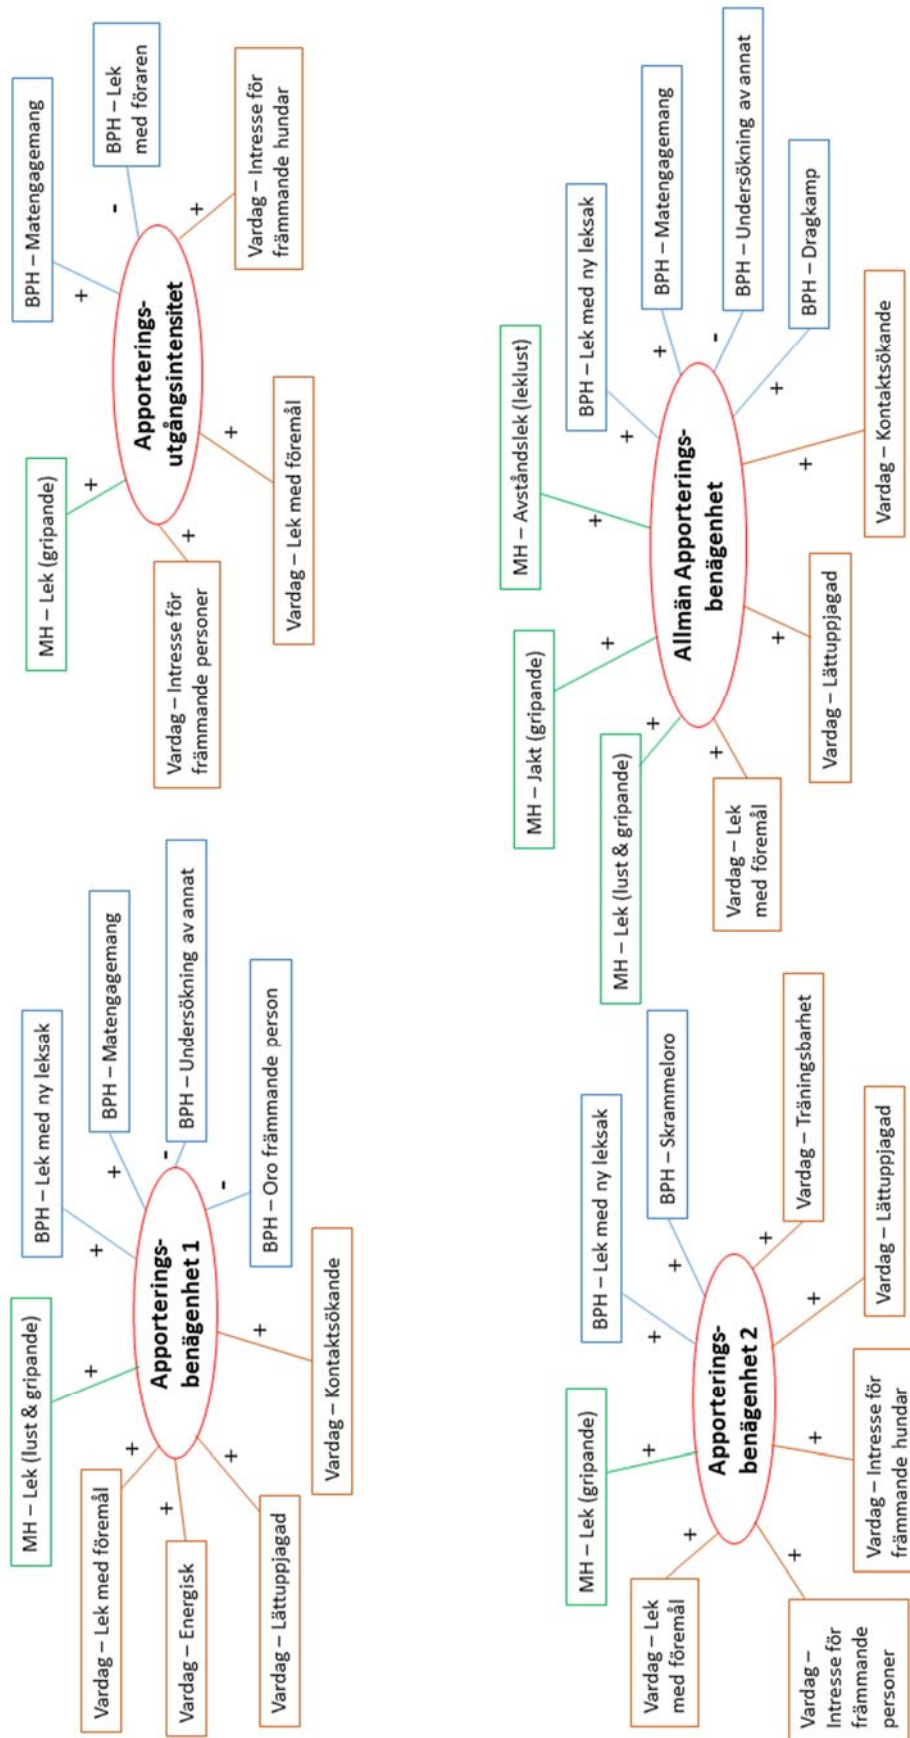 MH – Lek (lust & gripande)
BPH – Lek med ny leksak
+
+
BPH – Matengagemang
+
Vardag – Lek med föremål
+
Apporterings-
benägenhet 1
-
BPH – Undersökning av annat
Vardag – Energisk
+
-
BPH – Oro främmande person
Vardag – Lättuppjagad
+
+
Vardag – Kontaktsökande
MH – Lek (gripande)
BPH – Matengagemang
+
+
BPH – Lek
med föraren
-
Apporterings-
utgångsintensitet
Vardag – Intresse för
främmande personer
+
+
Vardag – Lek med föremål
+
Vardag – Intresse för
främmande hundar
MH – Lek (gripande)
BPH – Lek med ny leksak
+
+
BPH – Skrammeloro
+
Vardag – Lek
med föremål
+
Apporterings-
benägenhet 2
+
Vardag – Träningsbarhet
Vardag –
Intresse för
främmande
personer
+
+
Vardag – Intresse för
främmande hundar
+
Vardag – Lättuppjagad
MH – Jakt (gripande)
MH – Avståndslek (leklust)
BPH – Lek med ny leksak
+
+
+
MH – Lek (lust & gripande)
+
BPH – Matengagemang
+
Allmän Apporterings-
benägenhet
-
BPH – Undersökning av annat
Vardag – Lek
med föremål
+
+
BPH – Dragkamp
+
Vardag – Lättuppjagad
+
Vardag – Kontaktsökande